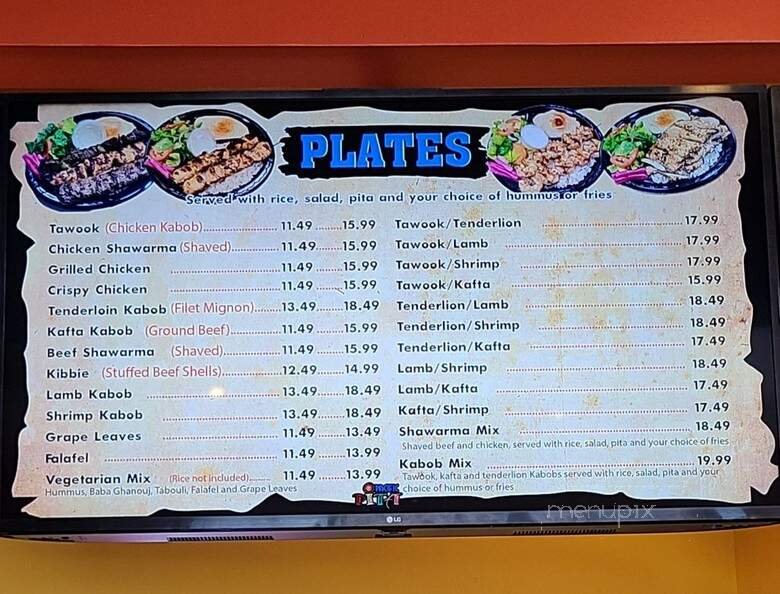 PLATES
Served with rice, salad, pita and your choice of hummus or fries
Tawook (Chicken Kabob)..................... 11.49 ........15.99
Chicken Shawarma (Shaved)............... 11.49........15.99
Grilled Chicken ...............................11.49........15.99
Crispy Chicken ...............................11.49........15.99
Tenderloin Kabob (Filet Mignon).......13.49........18.49
Kafta Kabob (Ground Beef)...............11.49........15.99
Beef Shawarma (Shaved)................11.49........15.99
Kibbie (Stuffed Beef Shells)...............12.49........14.99
Lamb Kabob ...............................13.49........18.49
Shrimp Kabob ...............................13.49........18.49
Grape Leaves ...............................11.49........13.99
Falafel ...............................11.49........13.99
Vegetarian Mix (Rice not included)....... 11.49 ........13.99
Hummus, Baba Ghanouj, Tabouli, Falafel and Grape Leaves
Tawook/Tenderlion ............................... 17.99
Tawook/Lamb ............................... 17.99
Tawook/Shrimp ............................... 17.99
Tawook/Kafta ............................... 15.99
Tenderlion/Lamb ............................... 18.49
Tenderlion/Shrimp ............................... 18.49
Tenderlion/Kafta ............................... 17.49
Lamb/Shrimp ............................... 18.49
Lamb/Kafta ............................... 17.49
Kafta/Shrimp ............................... 17.49
Shawarma Mix ............................... 18.49
Shaved beef and chicken, served with rice, salad, pita and your choice of fries
Kabob Mix ............................... 19.99
Tawook, kafta and tenderlion Kabobs served with rice, salad, pita and your
choice of hummus or fries
PITA
LG
menupix